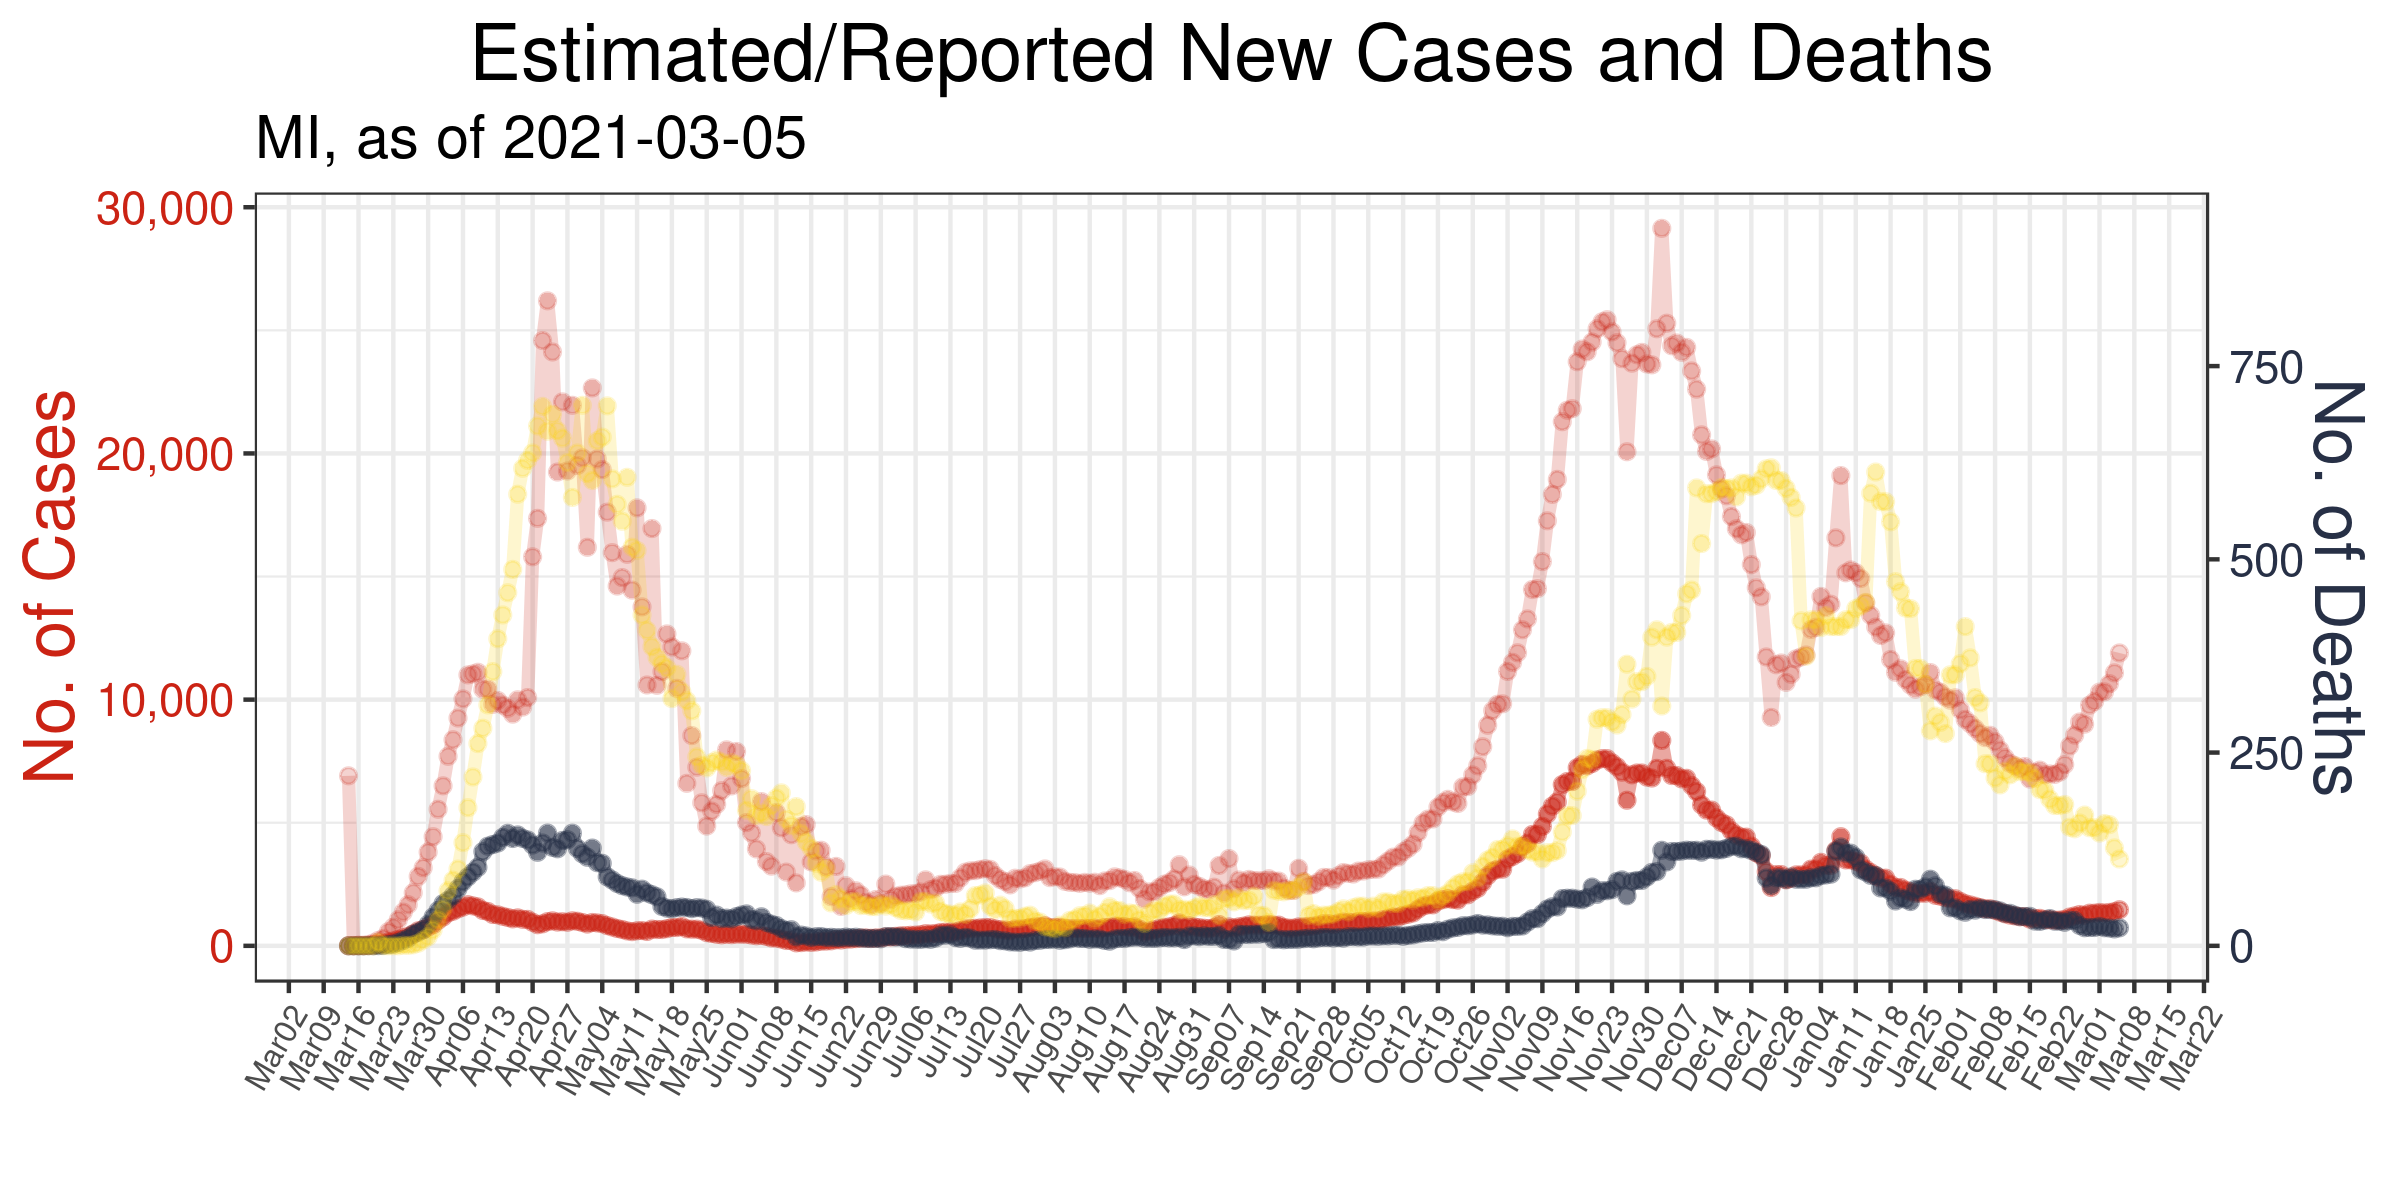 Estimated/Reported New Cases and Deaths
MI, as of 2021-03-05
No. of Cases
30,000
20,000
10,000
0
No. of Deaths
750
500
250
0
Mar02
Mar09
Mar16
Mar23
Mar30
Apr06
Apr13
Apr20
Apr27
May04
May11
May18
May25
Jun01
Jun08
Jun15
Jun22
Jun29
Jul06
Jul13
Jul20
Jul27
Aug03
Aug10
Aug17
Aug24
Aug31
Sep07
Sep14
Sep21
Sep28
Oct05
Oct12
Oct19
Oct26
Nov02
Nov09
Nov16
Nov23
Nov30
Dec07
Dec14
Dec21
Dec28
Dec04
Jan11
Jan18
Jan25
Feb01
Feb08
Feb15
Feb22
Mar01
Mar08
Mar15
Mar22